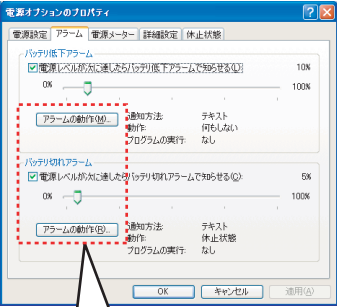 電源オプションのプロパティ
電源設定 アラーム 電源メーター 詳細設定 休止状態
バッテリ低下アラーム
電源レベルが次に達したらバッテリ低下アラームで知らせる(L): 10%
0% 100%
アラームの動作(M)... 通知方法: テキスト
動作: 何もしない
プログラムの実行: なし
バッテリ切れアラーム
電源レベルが次に達したらバッテリ切れアラームで知らせる(C): 5%
0% 100%
アラームの動作(R)... 通知方法: テキスト
動作: 休止状態
プログラムの実行: なし
OK キャンセル 適用(A)